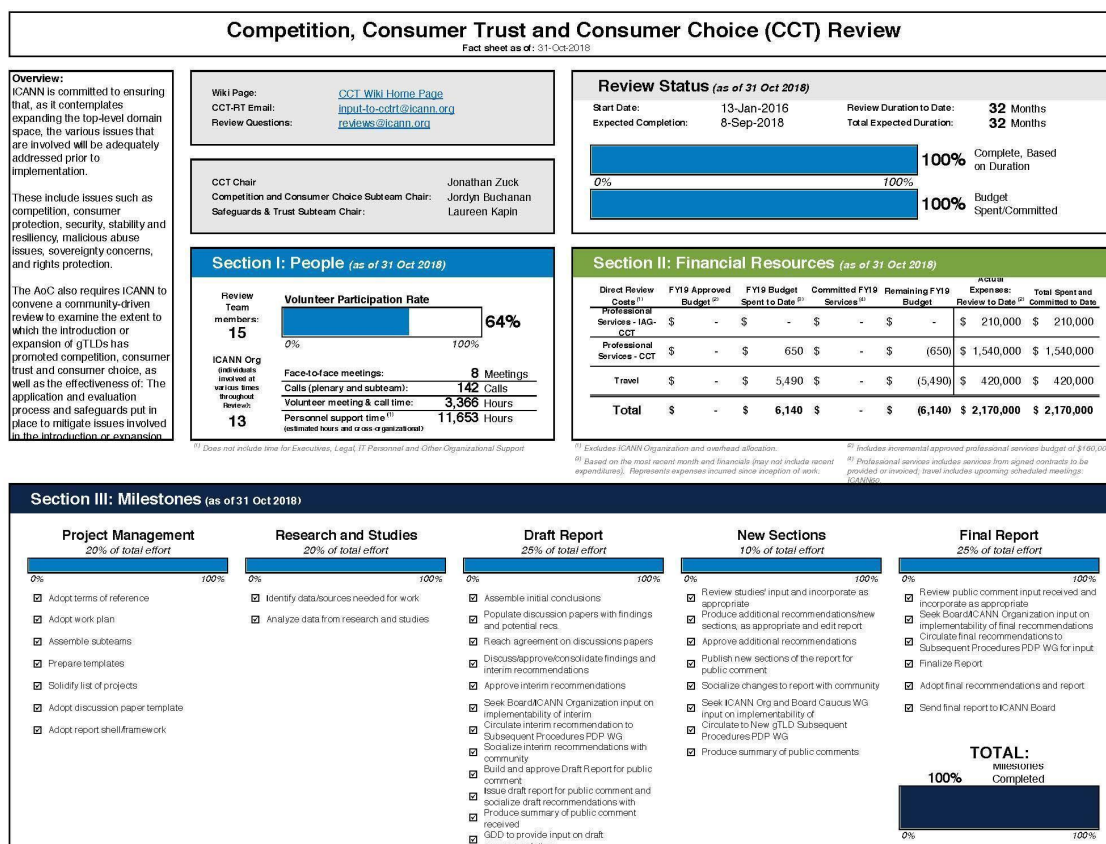 Competition, Consumer Trust and Consumer Choice (CCT) Review
Fact sheet as of: 31-Oct-2018
Overview:
ICANN is committed to ensuring
that, as it contemplates
expanding the top-level domain
space, the various issues that
are involved will be adequately
addressed prior to
implementation.
These include issues such as
competition, consumer
protection, security, stability and
resiliency, malicious abuse
issues, sovereignty concerns,
and rights protection.
The AoC also requires ICANN to
convene a community-driven
review to examine the extent to
which the introduction or
expansion of gTLDs has
promoted competition, consumer
trust and consumer choice, as
well as the effectiveness of: The
application and evaluation
process and safeguards put in
place to mitigate issues involved
in the introduction or expansion
Wiki Page: CCT Wiki Home Page
CCT-RT Email: input-to-cctrt@icann.org
Review Questions: reviews@icann.org
CCT Chair Jonathan Zuck
Competition and Consumer Choice Subteam Chair: Jordyn Buchanan
Safeguards & Trust Subteam Chair: Laureen Kapin
Review Status (as of 31 Oct 2018)
Start Date: 13-Jan-2016 Review Duration to Date: 32 Months
Expected Completion: 8-Sep-2018 Total Expected Duration: 32 Months
100% Complete, Based
on Duration
0% 100%
100% Budget
Spent/Committed
Section I: People (as of 31 Oct 2018)
Review
Team
members:
15
ICANN Org
(individuals
involved at
various times
throughout
Review):
13
Volunteer Participation Rate
64%
0% 100%
Face-to-face meetings: 8 Meetings
Calls (plenary and subteam): 142 Calls
Volunteer meeting & call time: 3,366 Hours
Personnel support time (1) 11,653 Hours
(estimated hours and cross-organizational)
(1) Does not include time for Executives, Legal, IT Personnel and Other Organizational Support
Section II: Financial Resources (as of 31 Oct 2018)
Direct Review
Costs (1)
FY19 Approved
Budget (2)
FY19 Budget
Spent to Date (3)
Committed FY19
Services (4)
Remaining FY19
Budget
Actual
Expenses:
Review to Date (2)
Total Spent and
Committed to Date
Professional
Services - IAG-
CCT
$ - $ - $ - $ - $ 210,000 $ 210,000
Professional
Services - CCT
$ - $ 650 $ - $ (650) $ 1,540,000 $ 1,540,000
Travel $ - $ 5,490 $ - $ (5,490) $ 420,000 $ 420,000
Total $ - $ 6,140 $ - $ (6,140) $ 2,170,000 $ 2,170,000
(1) Excludes ICANN Organization and overhead allocation.
(3) Based on the most recent month end financials (may not include recent
expenditures). Represents expenses incurred since inception of work.
(2) Includes incremental approved professional services budget of
(4) Professional services includes services from signed contracts to be
provided or invoiced; travel includes upcoming scheduled meetings:
Section III: Milestones (as of 31 Oct 2018)
Project Management
20% of total effort
0% 100%
Adopt terms of reference
Adopt work plan
Assemble subteams
Prepare templates
Solidify list of projects
Adopt discussion paper template
Adopt report shell/framework
Research and Studies
20% of total effort
0% 100%
Identify data/sources needed for work
Analyze data from research and studies
Draft Report
25% of total effort
0% 100%
Assemble initial conclusions
Populate discussion papers with findings
and potential recs.
Reach agreement on discussions papers
Discuss/approve/consolidate findings and
interim recommendations
Approve interim recommendations
Seek Board/ICANN Organization input on
implementability of interim
Circulate interim recommendation to
Subsequent Procedures PDP WG
Socialize interim recommendations with
community
Build and approve Draft Report for public
comment
Issue draft report for public comment and
socialize draft recommendations with
Produce summary of public comment
received
GDD to provide input on draft
New Sections
10% of total effort
0% 100%
Review studies' input and incorporate as
appropriate
Produce additional recommendations/new
sections, as appropriate and edit report
Approve additional recommendations
Publish new sections of the report for
public comment
Socialize changes to report with community
Seek ICANN Org and Board Caucus WG
input on implementability of
Circulate to New gTLD Subsequent
Procedures PDP WG
Produce summary of public comments
Final Report
25% of total effort
0% 100%
Review public comment input received and
incorporate as appropriate
Seek Board/ICANN Organization input on
implementability of final recommendations
Circulate final recommendations to
Subsequent Procedures PDP WG for input
Finalize Report
Adopt final recommendations and report
Send final report to ICANN Board
TOTAL:
100% Milestones
Completed
0% 100%